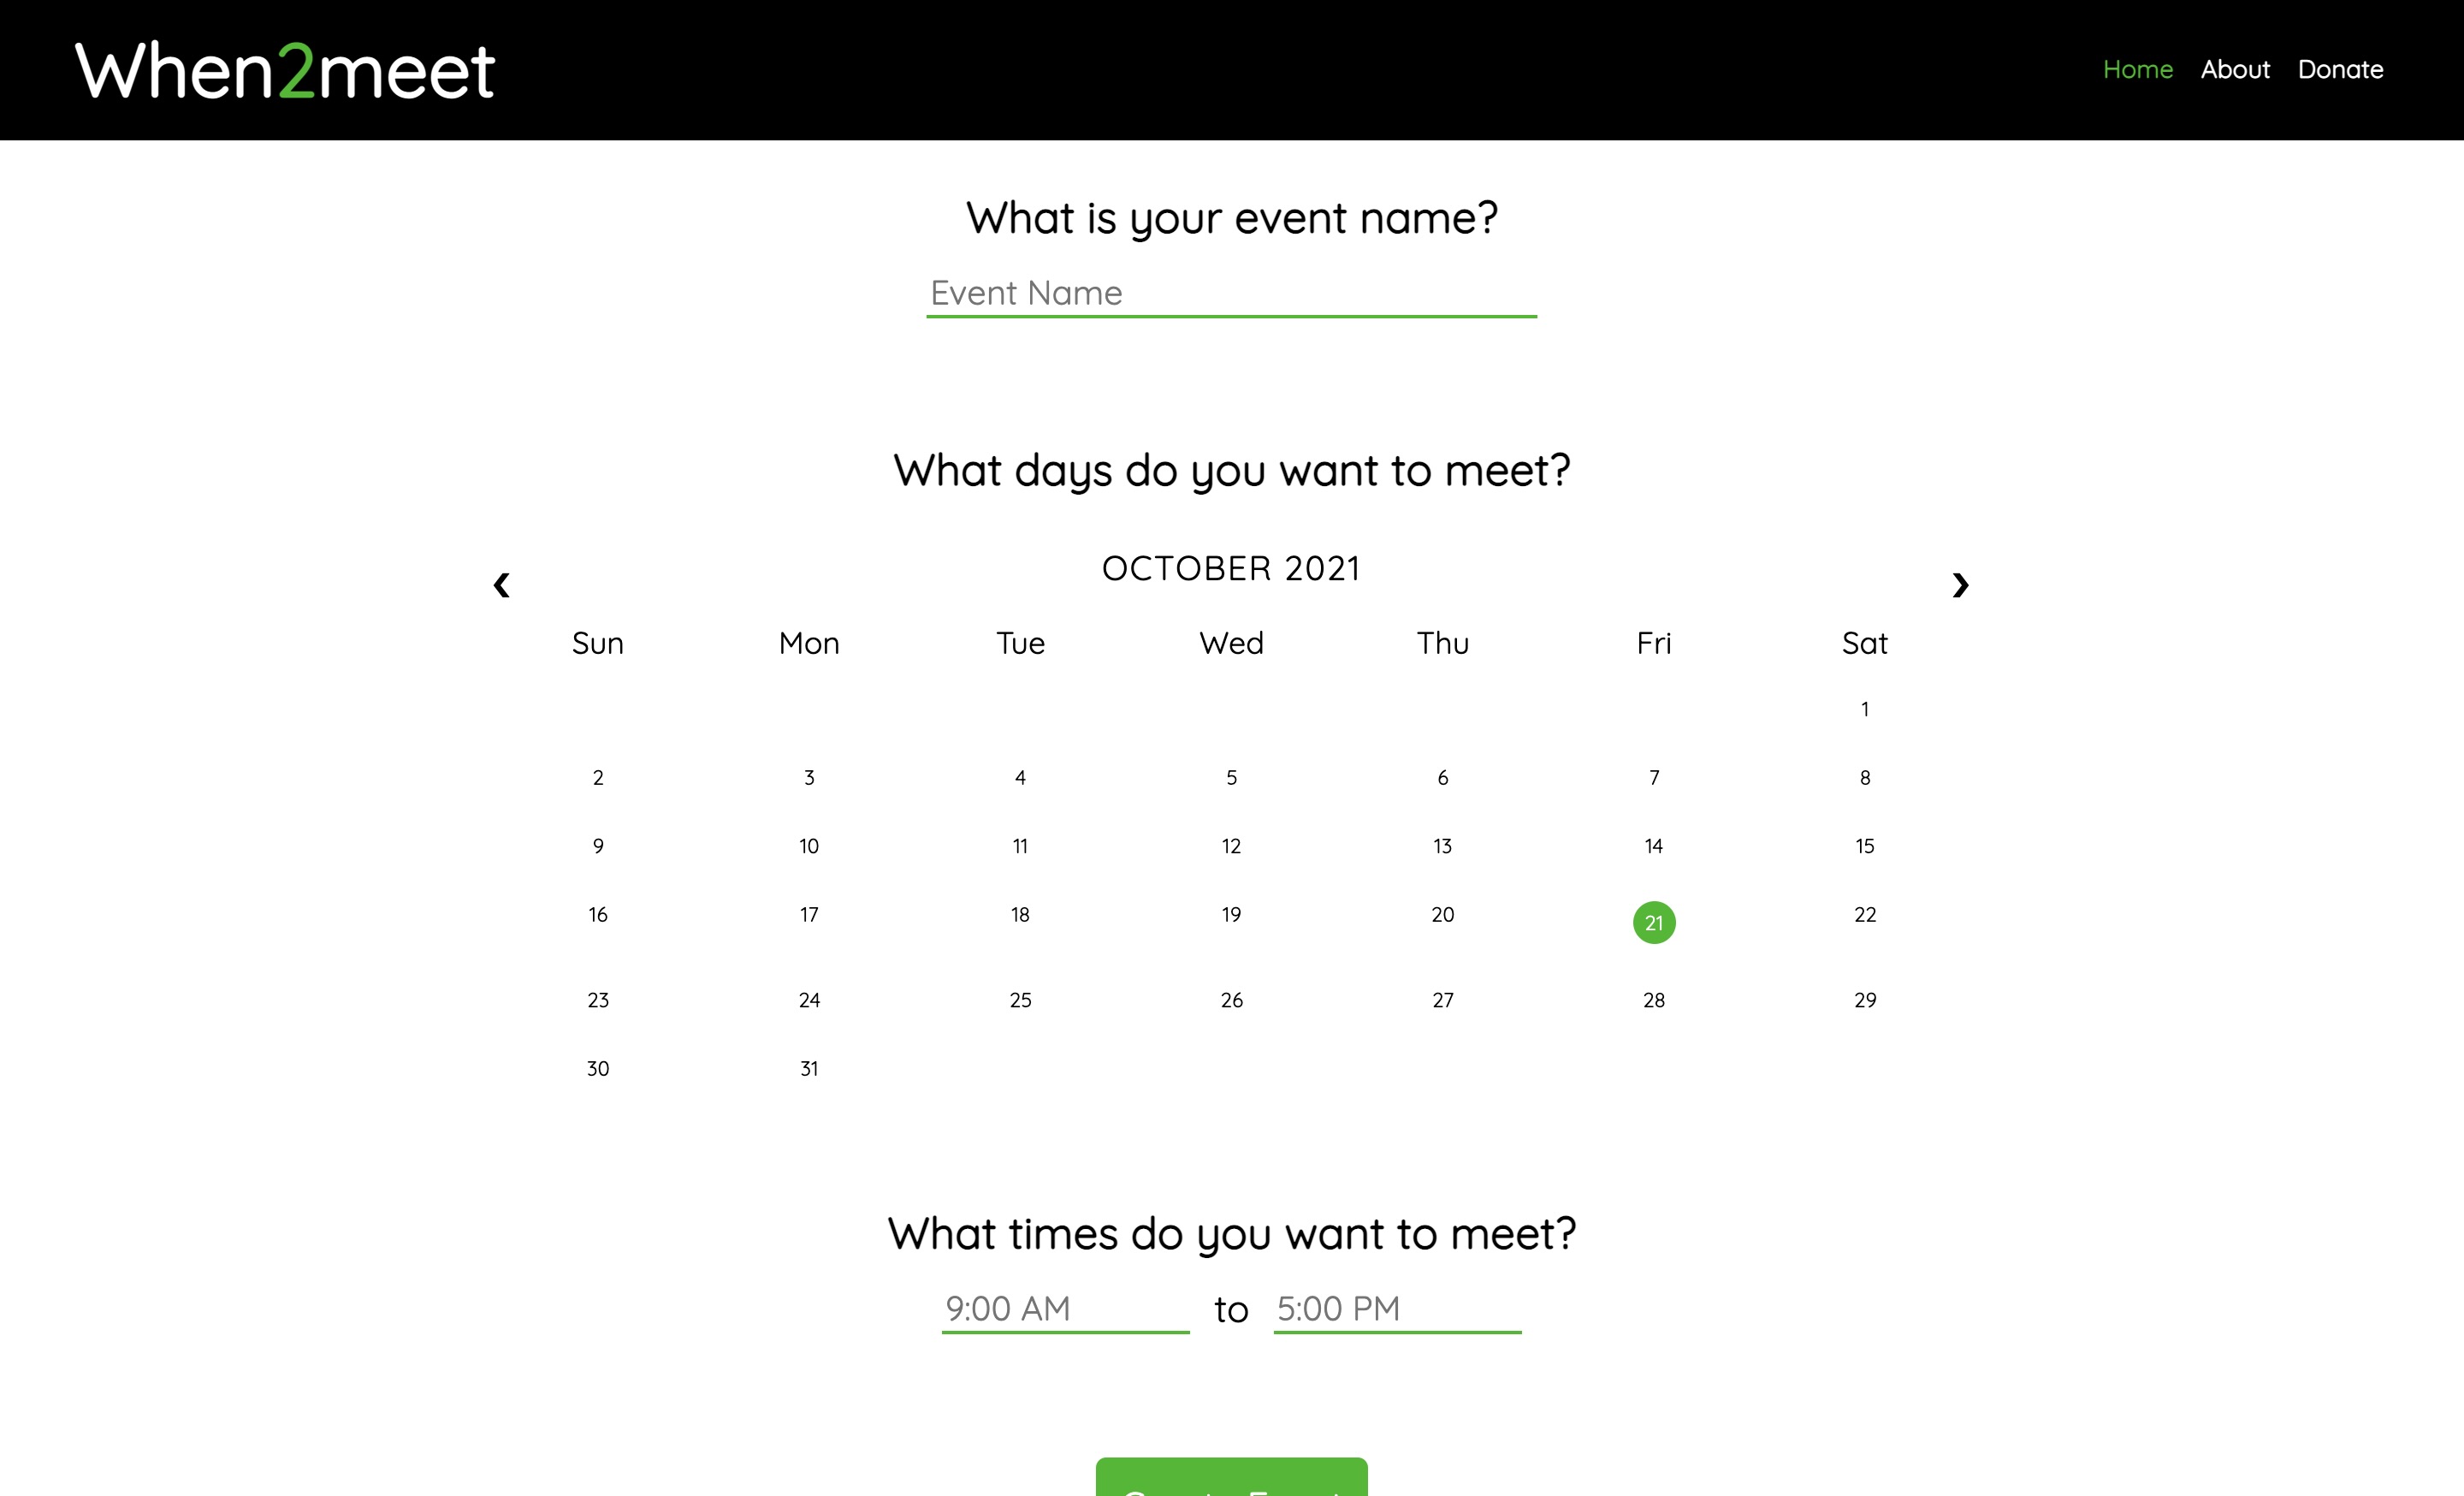 When2meet
Home About Donate
What is your event name?
Event Name
What days do you want to meet?
❮ OCTOBER 2021 ❯
Sun Mon Tue Wed Thu Fri Sat
1
2 3 4 5 6 7 8
9 10 11 12 13 14 15
16 17 18 19 20 21 22
23 24 25 26 27 28 29
30 31
What times do you want to meet?
9:00 AM to 5:00 PM